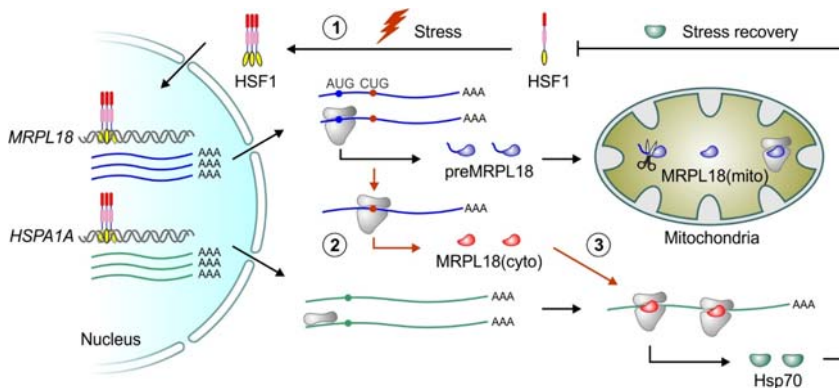 1
Stress
Stress recovery
HSF1
HSF1
AUG CUG
AAA
AAA
MRPL18
AAA
AAA
AAA
preMRPL18
MRPL18(mito)
AAA
HSPA1A
2
3
Mitochondria
MRPL18(cyto)
AAA
AAA
AAA
AAA
AAA
AAA
Nucleus
Hsp70